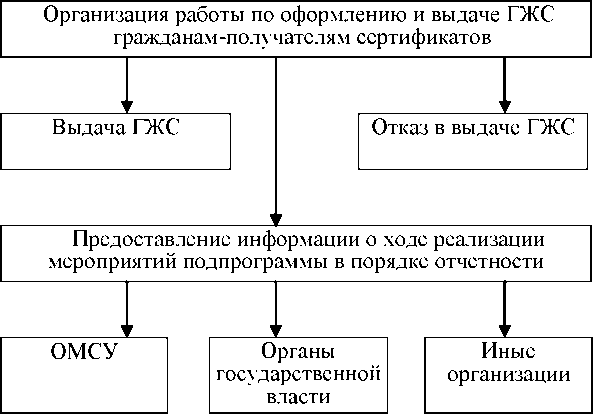 Организация работы по оформлению и выдаче ГЖС
гражданам-получателям сертификатов
Выдача ГЖС
Отказ в выдаче ГЖС
Предоставление информации о ходе реализации
мероприятий подпрограммы в порядке отчетности
ОМСУ
Органы
государственной
власти
Иные
организации